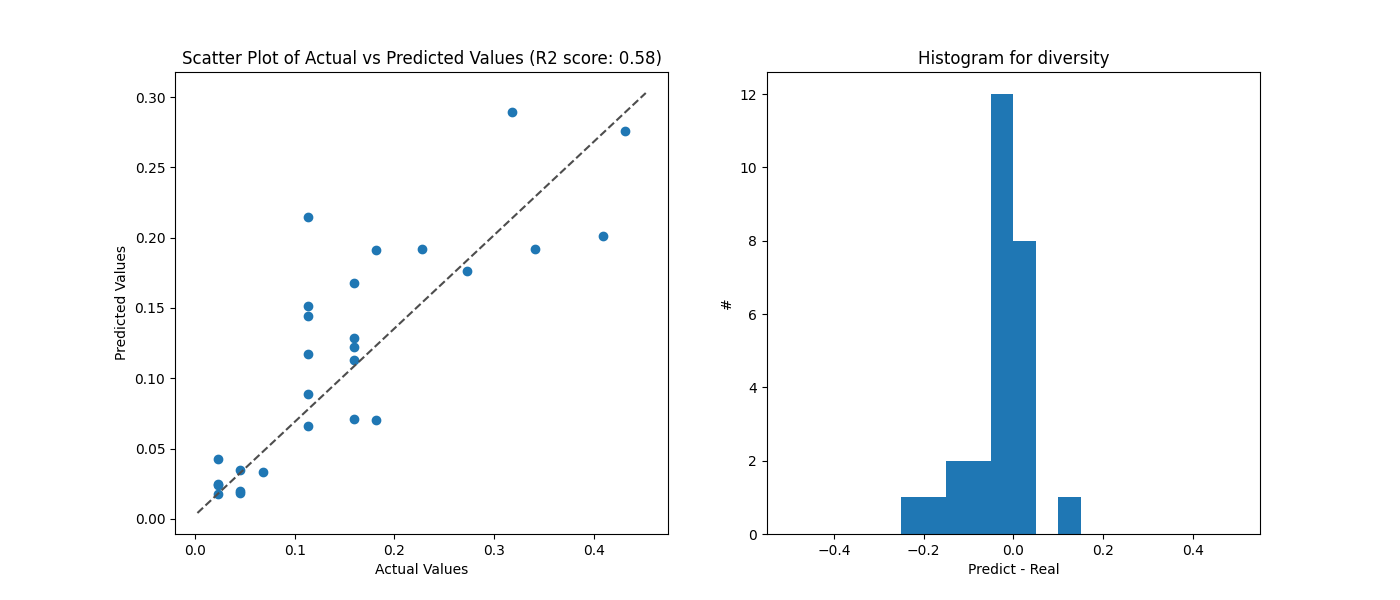 Scatter Plot of Actual vs Predicted Values (R2 score: 0.58)
0.30
0.25
0.20
0.15
0.10
0.05
0.00
Predicted Values
0.0 0.1 0.2 0.3 0.4
Actual Values
Histogram for diversity
12
10
8
6
4
2
0
#
−0.4 −0.2 0.0 0.2 0.4
Predict - Real